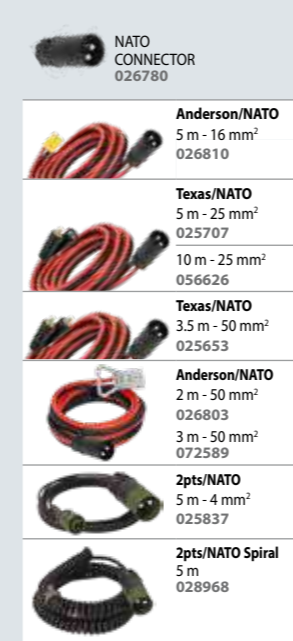 NATO
CONNECTOR
026780
Anderson/NATO
5 m - 16 mm²
026810
Texas/NATO
5 m - 25 mm²
025707
10 m - 25 mm²
056626
Texas/NATO
3.5 m - 50 mm²
025653
Anderson/NATO
2 m - 50 mm²
026803
3 m - 50 mm²
072589
2pts/NATO
5 m - 4 mm²
025837
2pts/NATO Spiral
5 m
028968